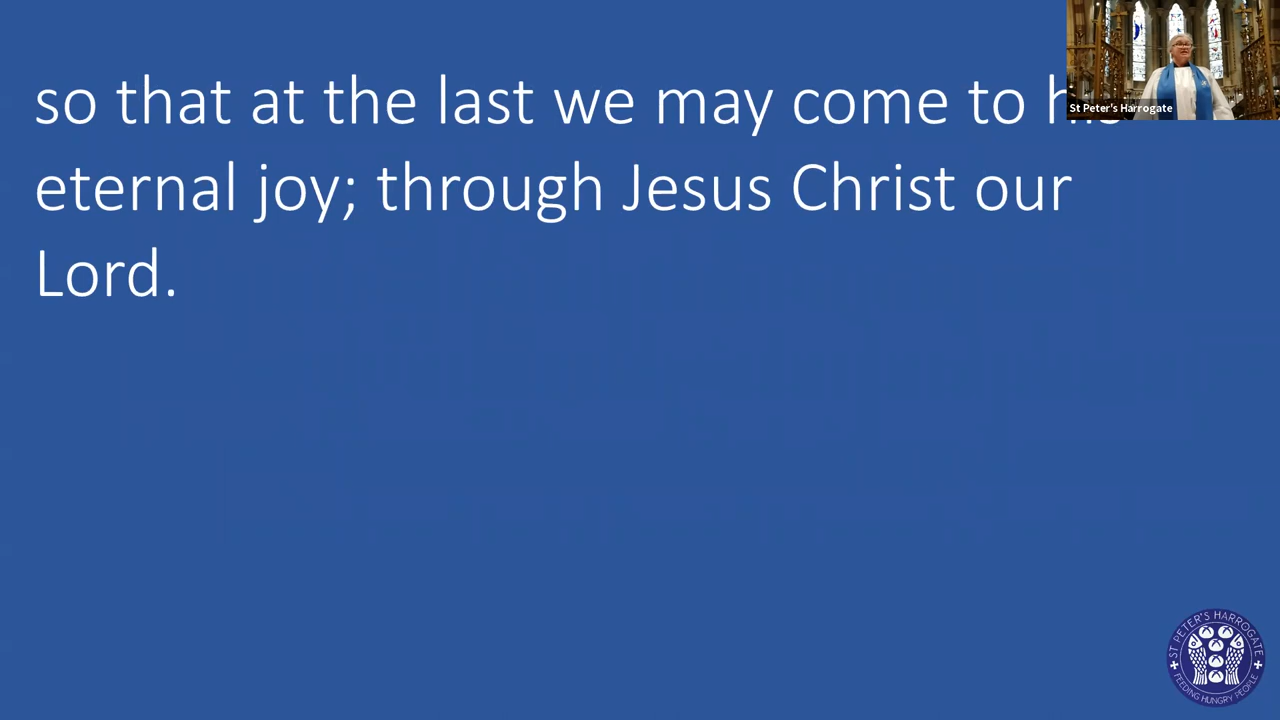 so that at the last we may come to his
eternal joy; through Jesus Christ our
Lord.
St Peter's Harrogate
ST PETER'S HARROGATE
FEEDING HUNGRY PEOPLE